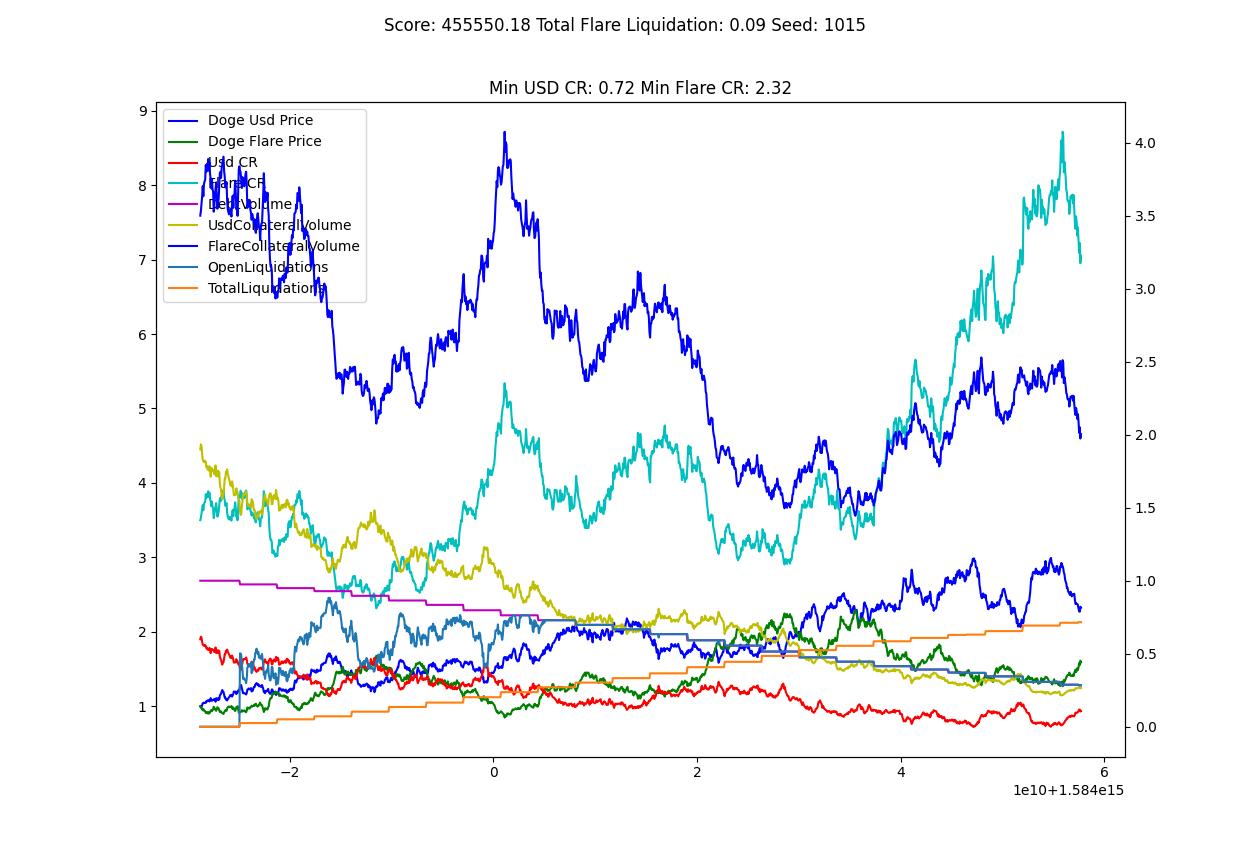 Score: 455550.18 Total Flare Liquidation: 0.09 Seed: 1015
Min USD CR: 0.72 Min Flare CR: 2.32
Doge Usd Price
Doge Flare Price
Usd CR
Flare CR
DebtVolume
UsdCollateralVolume
FlareCollateralVolume
OpenLiquidations
TotalLiquidations
9
8
7
6
5
4
3
2
1
4.0
3.5
3.0
2.5
2.0
1.5
1.0
0.5
0.0
−2 0 2 4 6
1e10+1.584e15